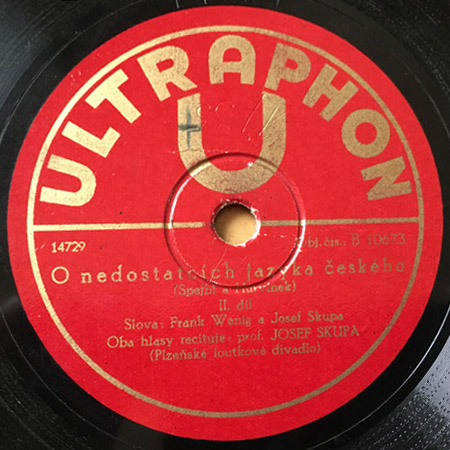 ULTRAPHON
U
14729 Obj. čís.: B 10673
O nedostatcích jazyka českého
(Spejbl a Hurvínek)
II. díl
Slova: Frank Wenig a Josef Skupa
Oba hlasy recituje: prof. JOSEF SKUPA
(Plzeňské loutkové divadlo)